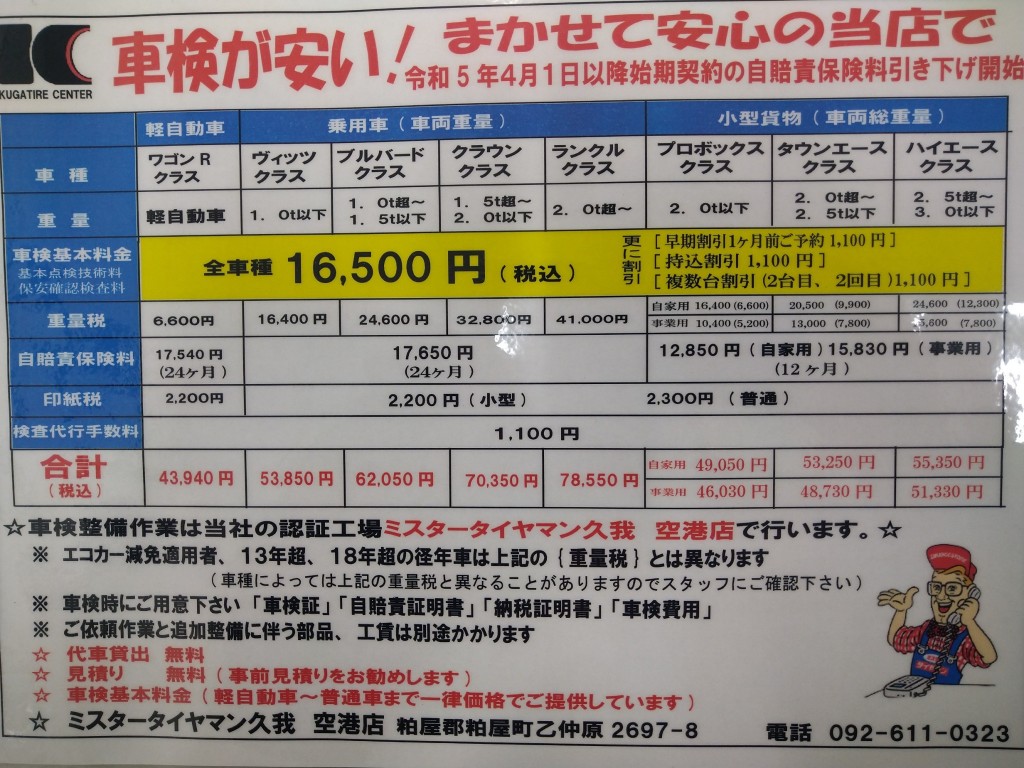 KUGATIRE CENTER
車検が安い! まかせて安心の当店で
令和5年4月1日以降始期契約の自賠責保険料引き下げ開始
軽自動車 乗用車（車両重量） 小型貨物（車両総重量）
車種 ワゴンRクラス ヴィッツクラス ブルバードクラス クラウンクラス ランクルクラス プロボックスクラス タウンエースクラス ハイエースクラス
重量 軽自動車 1.0t以下 1.0t超～1.5t以下 1.5t超～2.0t以下 2.0t超～ 2.0t以下 2.0t超～2.5t以下 2.5t超～3.0t以下
車検基本料金
基本点検技術料
保安確認検査料
全車種 16,500円（税込）
更に割引
[早期割引1ヶ月前ご予約1,100円]
[持込割引 1,100円]
[複数台割引(2台目、2回目)1,100円]
重量税 6,600円 16,400円 24,600円 32,800円 41,000円
自家用 16,400(6,600) 20,500 (9,900) 24,600 (12,300)
事業用 10,400(5,200) 13,000 (7,800) 5,600 (7,800)
自賠責保険料 17,540円 17,650円 12,850円（自家用）15,830円（事業用）
(24ヶ月) (24ヶ月) (12ヶ月)
印紙税 2,200円 2,200円（小型） 2,300円（普通）
検査代行手数料 1,100円
合計
（税込）
43,940円 53,850円 62,050円 70,350円 78,550円
自家用 49,050円 53,250円 55,350円
事業用 46,030円 48,730円 51,330円
☆車検整備作業は当社の認証工場ミスタータイヤマン久我 空港店で行います。☆
※ エコカー減免適用者、13年超、18年超の径年車は上記の{重量税}とは異なります
（車種によっては上記の重量税と異なることがありますのでスタッフにご確認下さい）
※ 車検時にご用意下さい「車検証」「自賠責証明書」「納税証明書」「車検費用」
※ ご依頼作業と追加整備に伴う部品、工賃は別途かかります
☆ 代車貸出 無料
☆ 見積り 無料（事前見積りをお勧めします）
☆ 車検基本料金（軽自動車～普通車まで一律価格でご提供しています）
☆ ミスタータイヤマン久我 空港店 粕屋郡粕屋町乙仲原2697-8 電話 092-611-0323